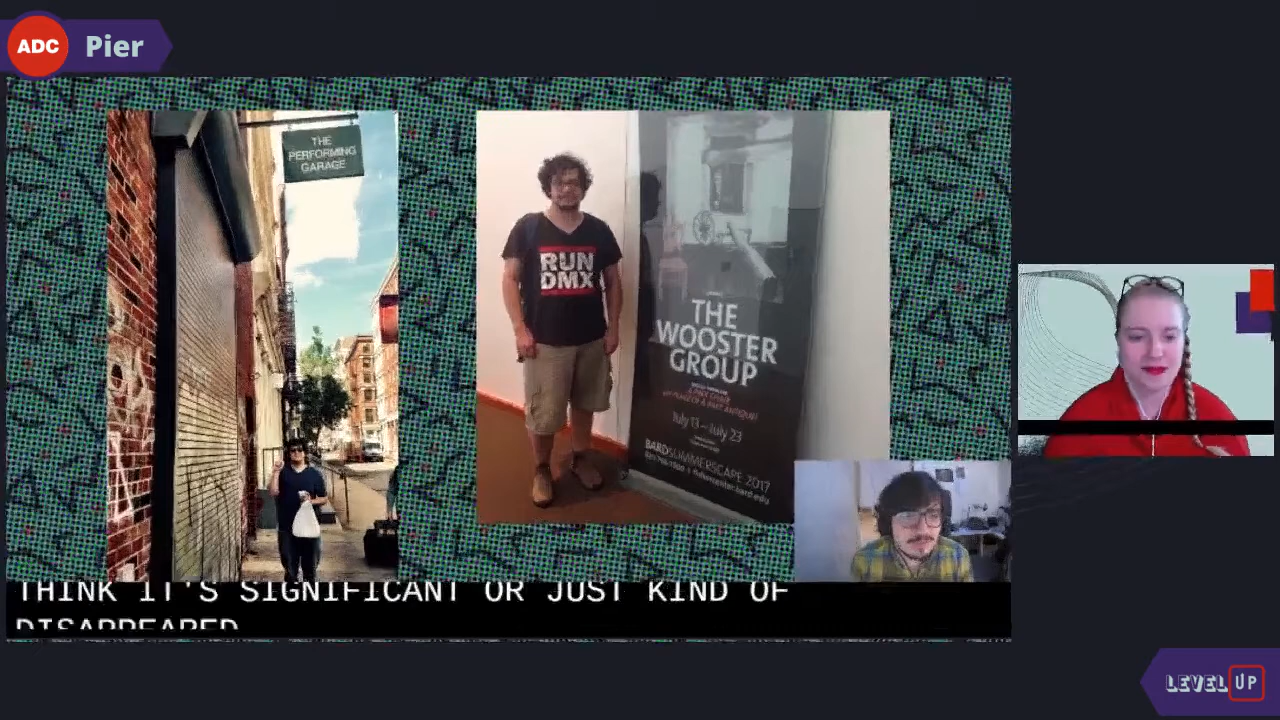 ADC Pier
THE
PERFORMING
GARAGE
RUN
DMX
THE
WOOSTER
GROUP
July 13 – July 23
BARDSUMMERSCAPE 2017
THINK IT'S SIGNIFICANT OR JUST KIND OF
DISAPPEARED
LEVEL UP